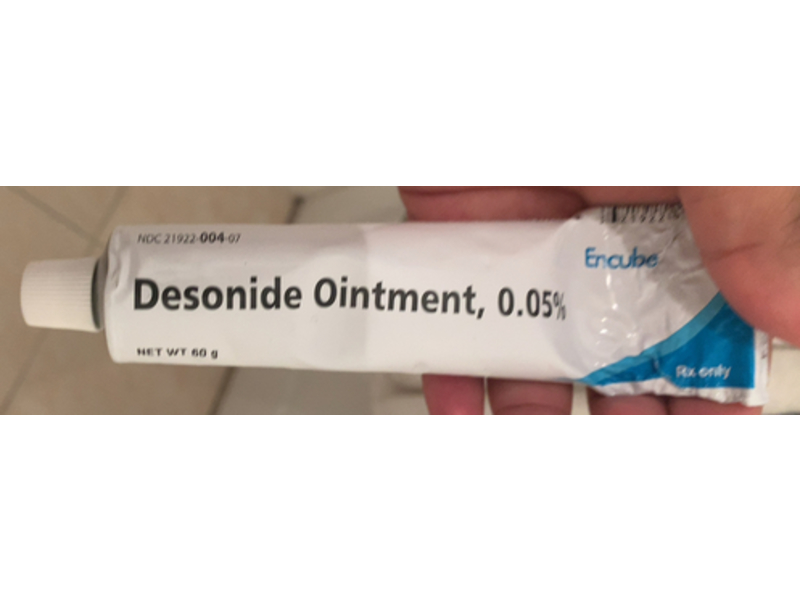 NDC 21922-004-07
Encube
Desonide Ointment, 0.05%
NET WT 60 g
Rx only